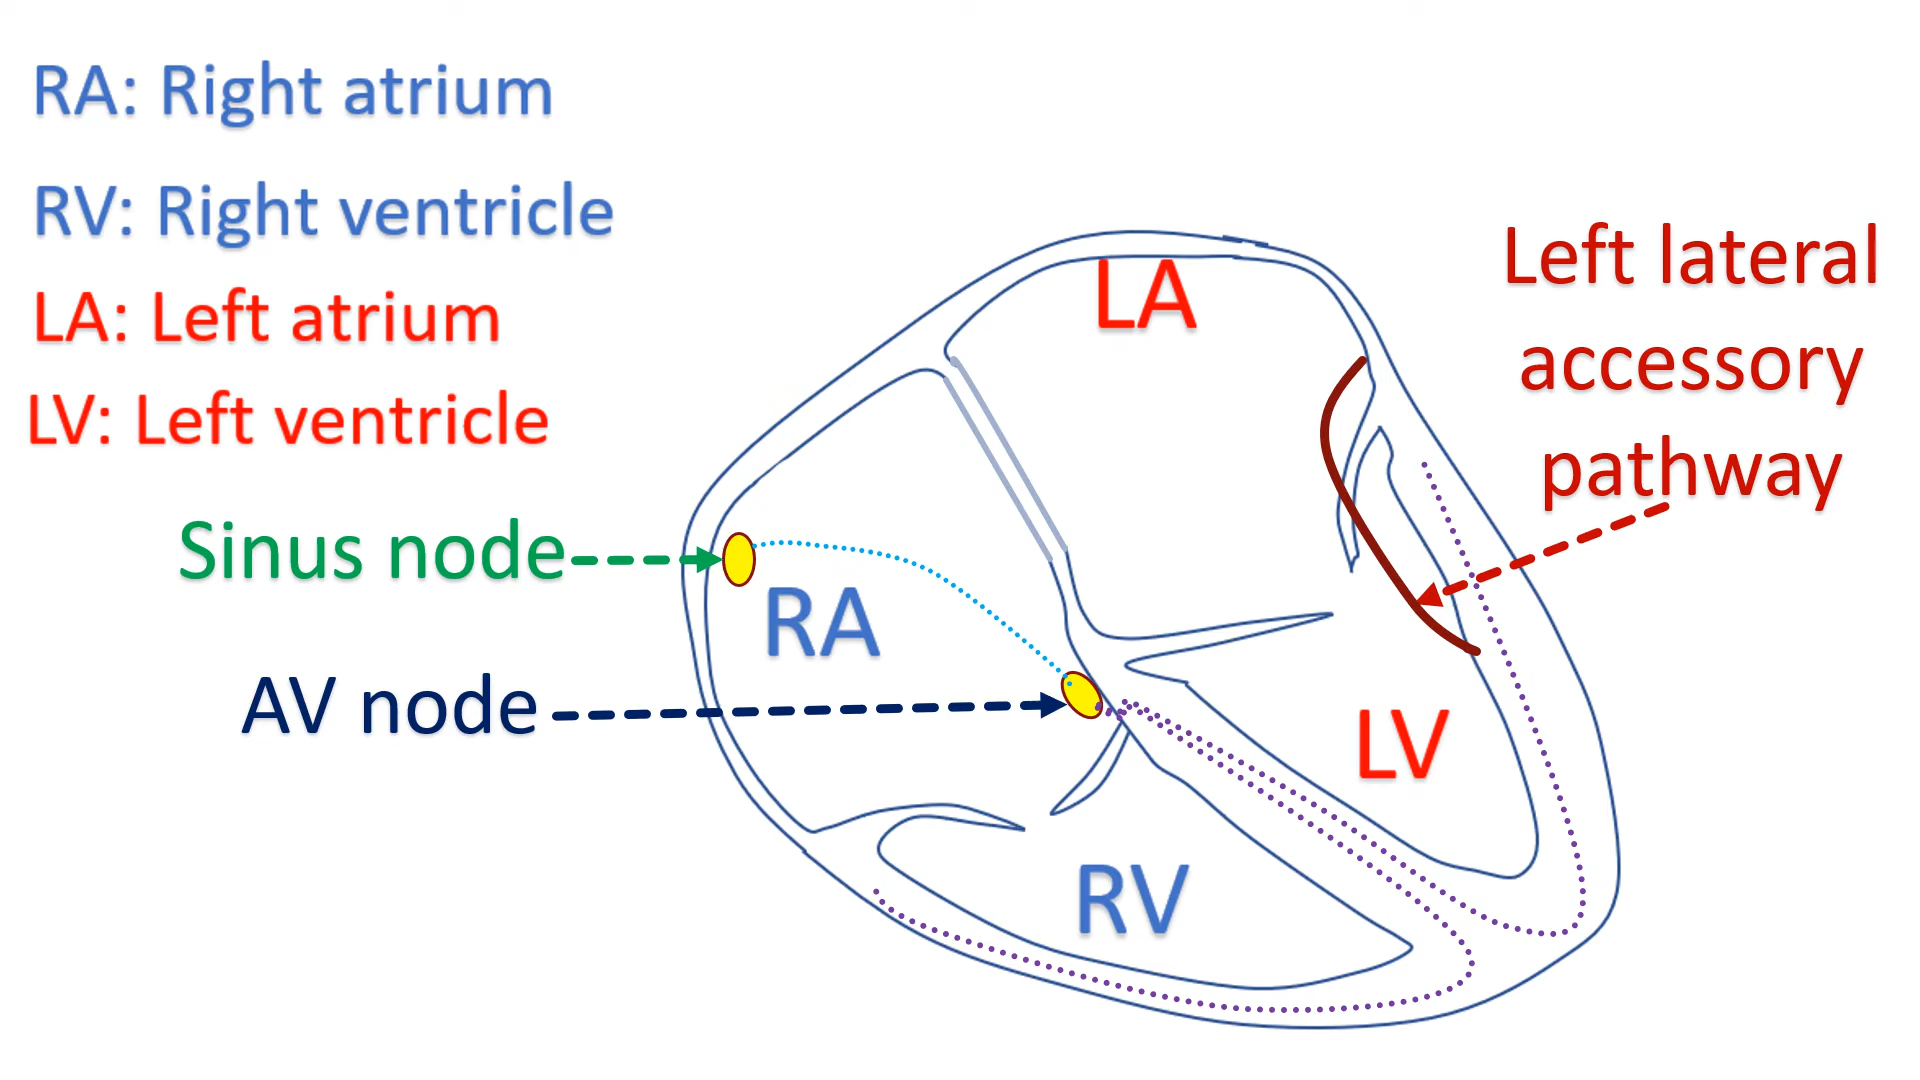 RA: Right atrium
RV: Right ventricle
LA: Left atrium
LV: Left ventricle
Sinus node
AV node
LA
RA
LV
RV
Left lateral
accessory
pathway